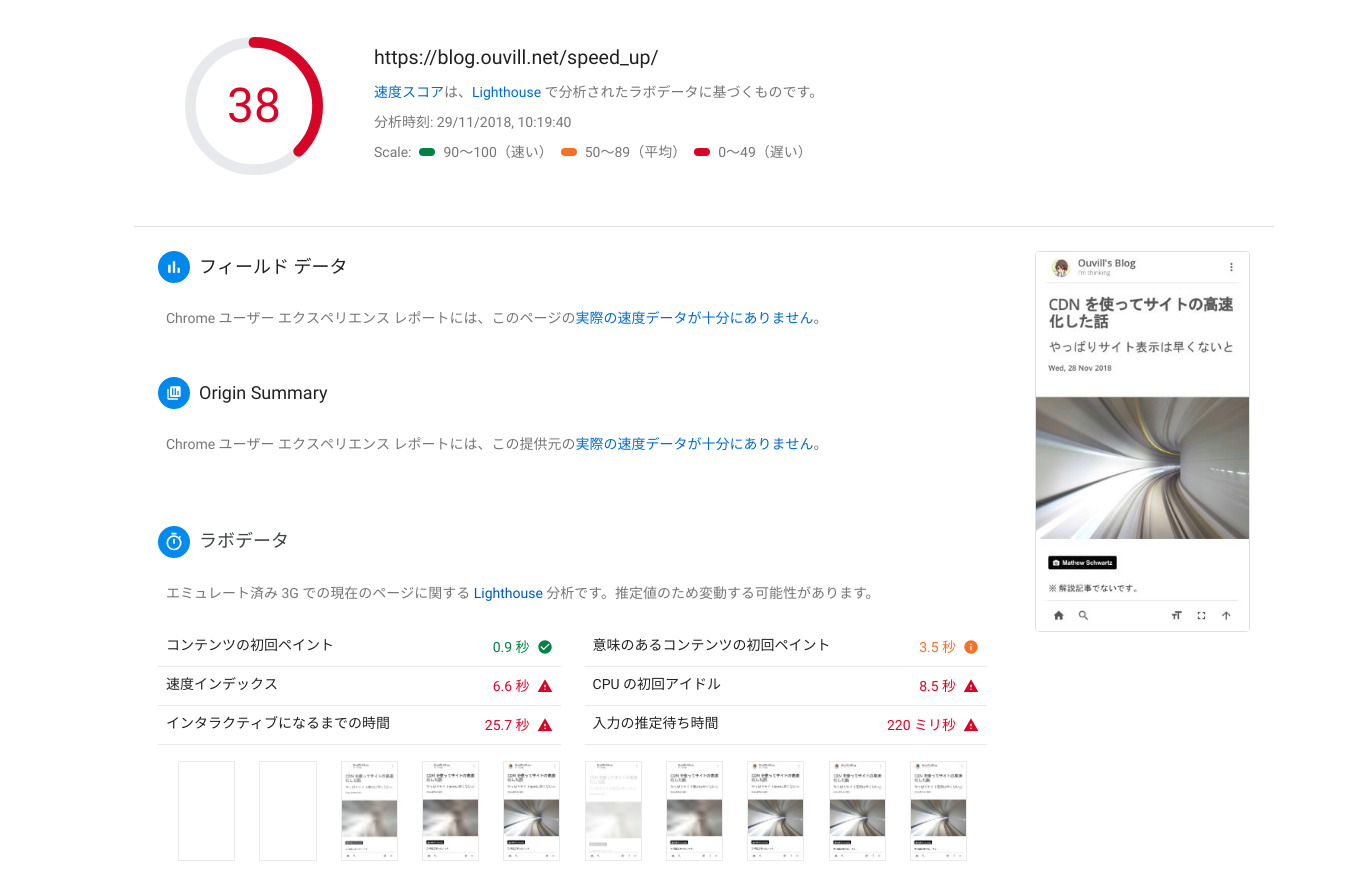 38
https://blog.ouvill.net/speed_up/
速度スコアは、Lighthouse で分析されたラボデータに基づくものです。
分析時刻: 29/11/2018, 10:19:40
Scale: 90〜100（速い） 50〜89（平均） 0〜49（遅い）
フィールド データ
Chrome ユーザー エクスペリエンス レポートには、このページの実際の速度データが十分にありません。
Origin Summary
Chrome ユーザー エクスペリエンス レポートには、この提供元の実際の速度データが十分にありません。
ラボデータ
エミュレート済み 3G での現在のページに関する Lighthouse 分析です。推定値のため変動する可能性があります。
コンテンツの初回ペイント 0.9 秒
意味のあるコンテンツの初回ペイント 3.5 秒
速度インデックス 6.6 秒
CPU の初回アイドル 8.5 秒
インタラクティブになるまでの時間 25.7 秒
入力の推定待ち時間 220 ミリ秒
Ouvill's Blog
I'm thinking
CDN を使ってサイトの高速
化した話
やっぱりサイト表示は早くないと
Wed, 28 Nov 2018
Mathew Schwartz
※ 解説記事でないです。